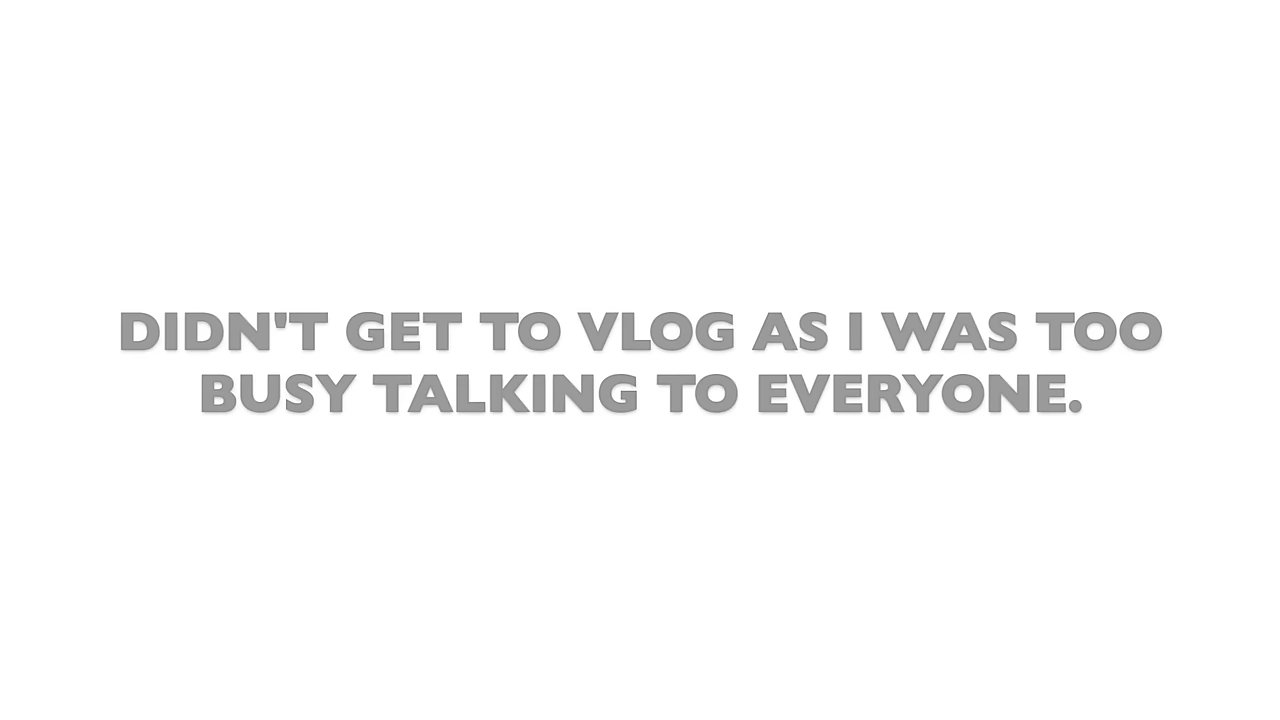 DIDN'T GET TO VLOG AS I WAS TOO
BUSY TALKING TO EVERYONE.